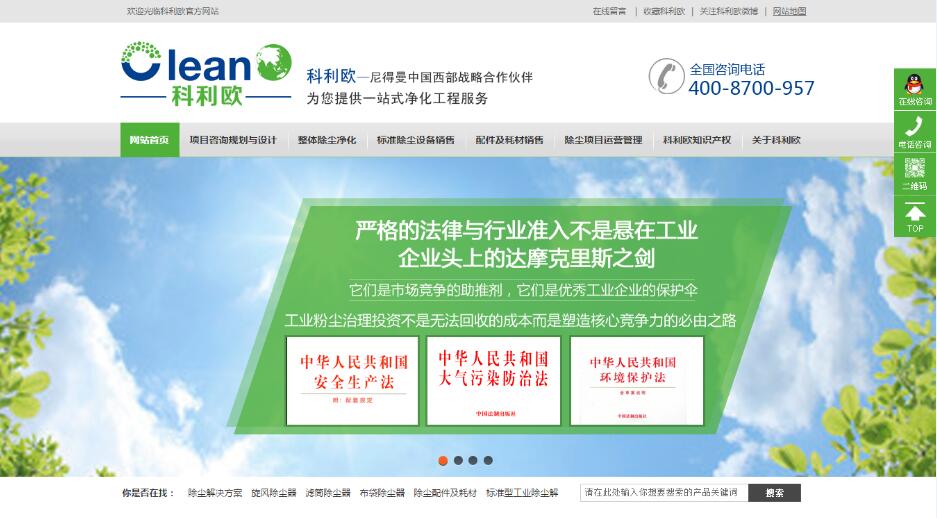 欢迎光临科利欧官方网站
在线留言 | 收藏科利欧 | 关注科利欧微博 | 网站地图
Clean
科利欧
科利欧—尼得曼中国西部战略合作伙伴
为您提供一站式净化工程服务
全国咨询电话
400-8700-957
在线咨询
电话咨询
二维码
TOP
网站首页 项目咨询规划与设计 整体除尘净化 标准除尘设备销售 配件及耗材销售 除尘项目运营管理 科利欧知识产权 关于科利欧
严格的法律与行业准入不是悬在工业
企业头上的达摩克里斯之剑
它们是市场竞争的助推剂，它们是优秀工业企业的保护伞
工业粉尘治理投资不是无法回收的成本而是塑造核心竞争力的必由之路
中华人民共和国
安全生产法
中华人民共和国
大气污染防治法
中国法制出版社
中华人民共和国
环境保护法
中国法制出版社
你是否在找： 除尘解决方案 旋风除尘器 滤筒除尘器 布袋除尘器 除尘配件及耗材 标准型工业除尘解
请在此处输入你想要搜索的产品关键词 搜索